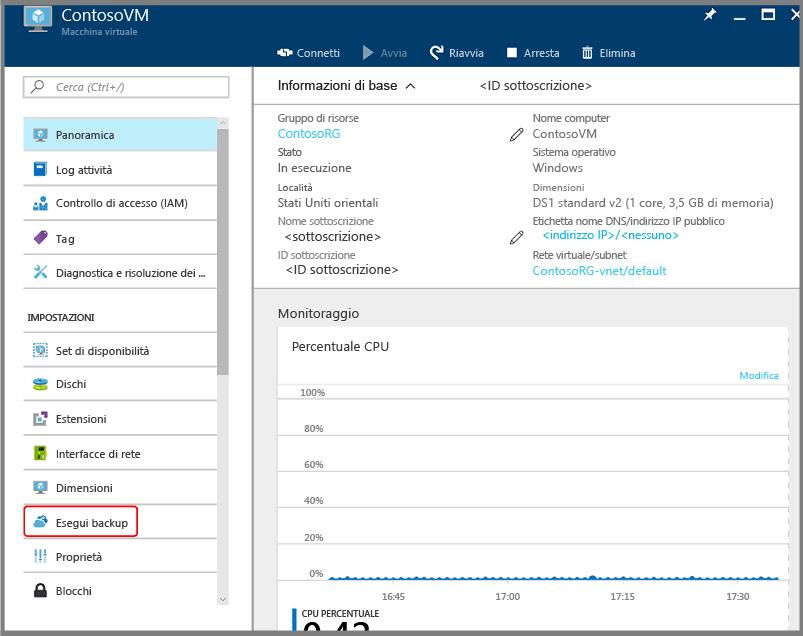 ContosoVM
Macchina virtuale
Connetti Avvia Riavvia Arresta Elimina
Cerca (Ctrl+/)
Panoramica
Log attività
Controllo di accesso (IAM)
Tag
Diagnostica e risoluzione dei ...
IMPOSTAZIONI
Set di disponibilità
Dischi
Estensioni
Interfacce di rete
Dimensioni
Esegui backup
Proprietà
Blocchi
Informazioni di base <ID sottoscrizione>
Gruppo di risorse
ContosoRG
Stato
In esecuzione
Località
Stati Uniti orientali
Nome sottoscrizione
<sottoscrizione>
ID sottoscrizione
<ID sottoscrizione>
Nome computer
ContosoVM
Sistema operativo
Windows
Dimensioni
DS1 standard v2 (1 core, 3,5 GB di memoria)
Etichetta nome DNS/indirizzo IP pubblico
<indirizzo IP>/<nessuno>
Rete virtuale/subnet
ContosoRG-vnet/default
Monitoraggio
Percentuale CPU
Modifica
100%
80%
60%
40%
20%
0%
16:45 17:00 17:15 17:30
CPU PERCENTUALE